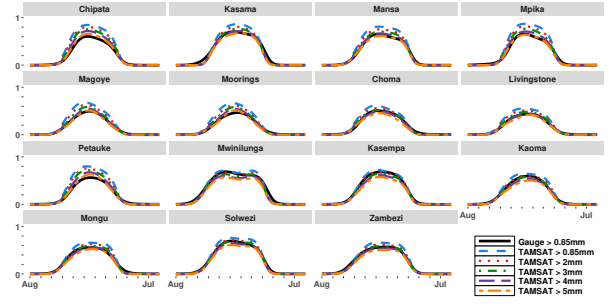 Chipata Kasama Mansa Mpika
1
0
Magoye Moorings Choma Livingstone
1
0
Petauke Mwinilunga Kasempa Kaoma
1
0
Aug Jul
Mongu Solwezi Zambezi
1
0
Aug Jul Aug Jul Aug Jul
Gauge > 0.85mm
TAMSAT > 0.85mm
TAMSAT > 2mm
TAMSAT > 3mm
TAMSAT > 4mm
TAMSAT > 5mm